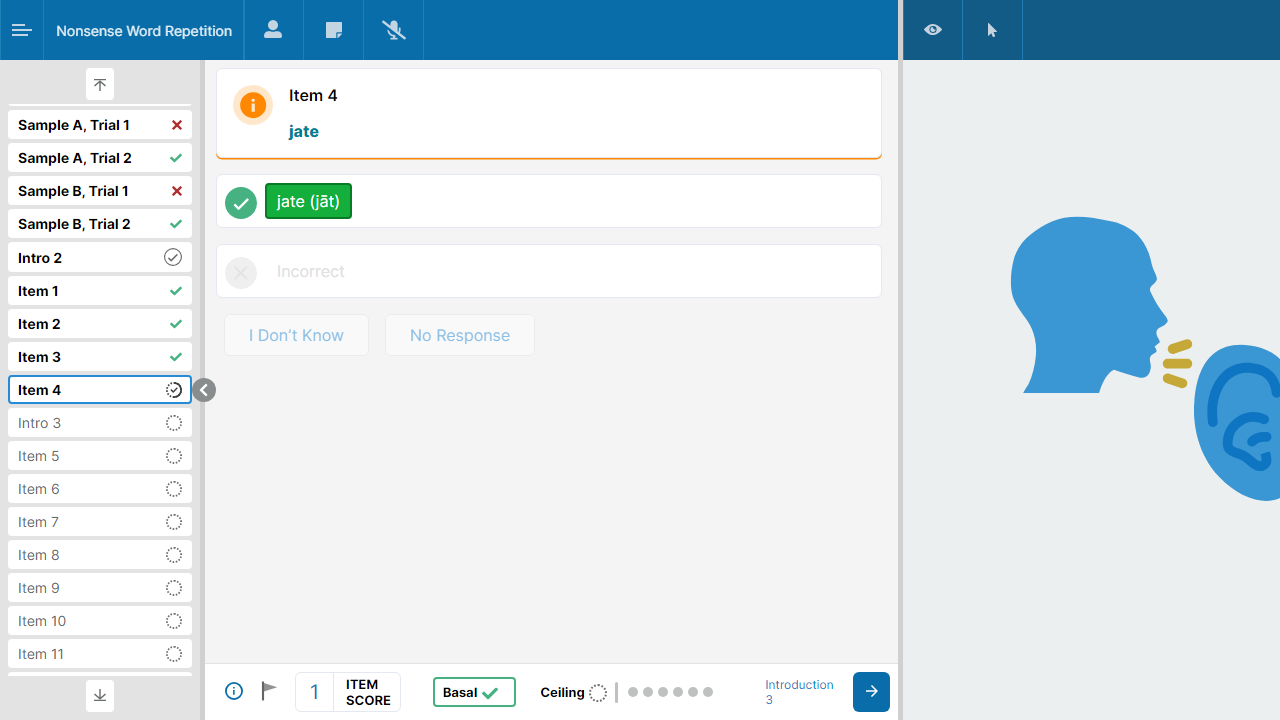 Nonsense Word Repetition
Sample A, Trial 1
Sample A, Trial 2
Sample B, Trial 1
Sample B, Trial 2
Intro 2
Item 1
Item 2
Item 3
Item 4
Intro 3
Item 5
Item 6
Item 7
Item 8
Item 9
Item 10
Item 11
Item 4
jate
jate (jāt)
Incorrect
I Don't Know
No Response
1
ITEM
SCORE
Basal
Ceiling
Introduction
3